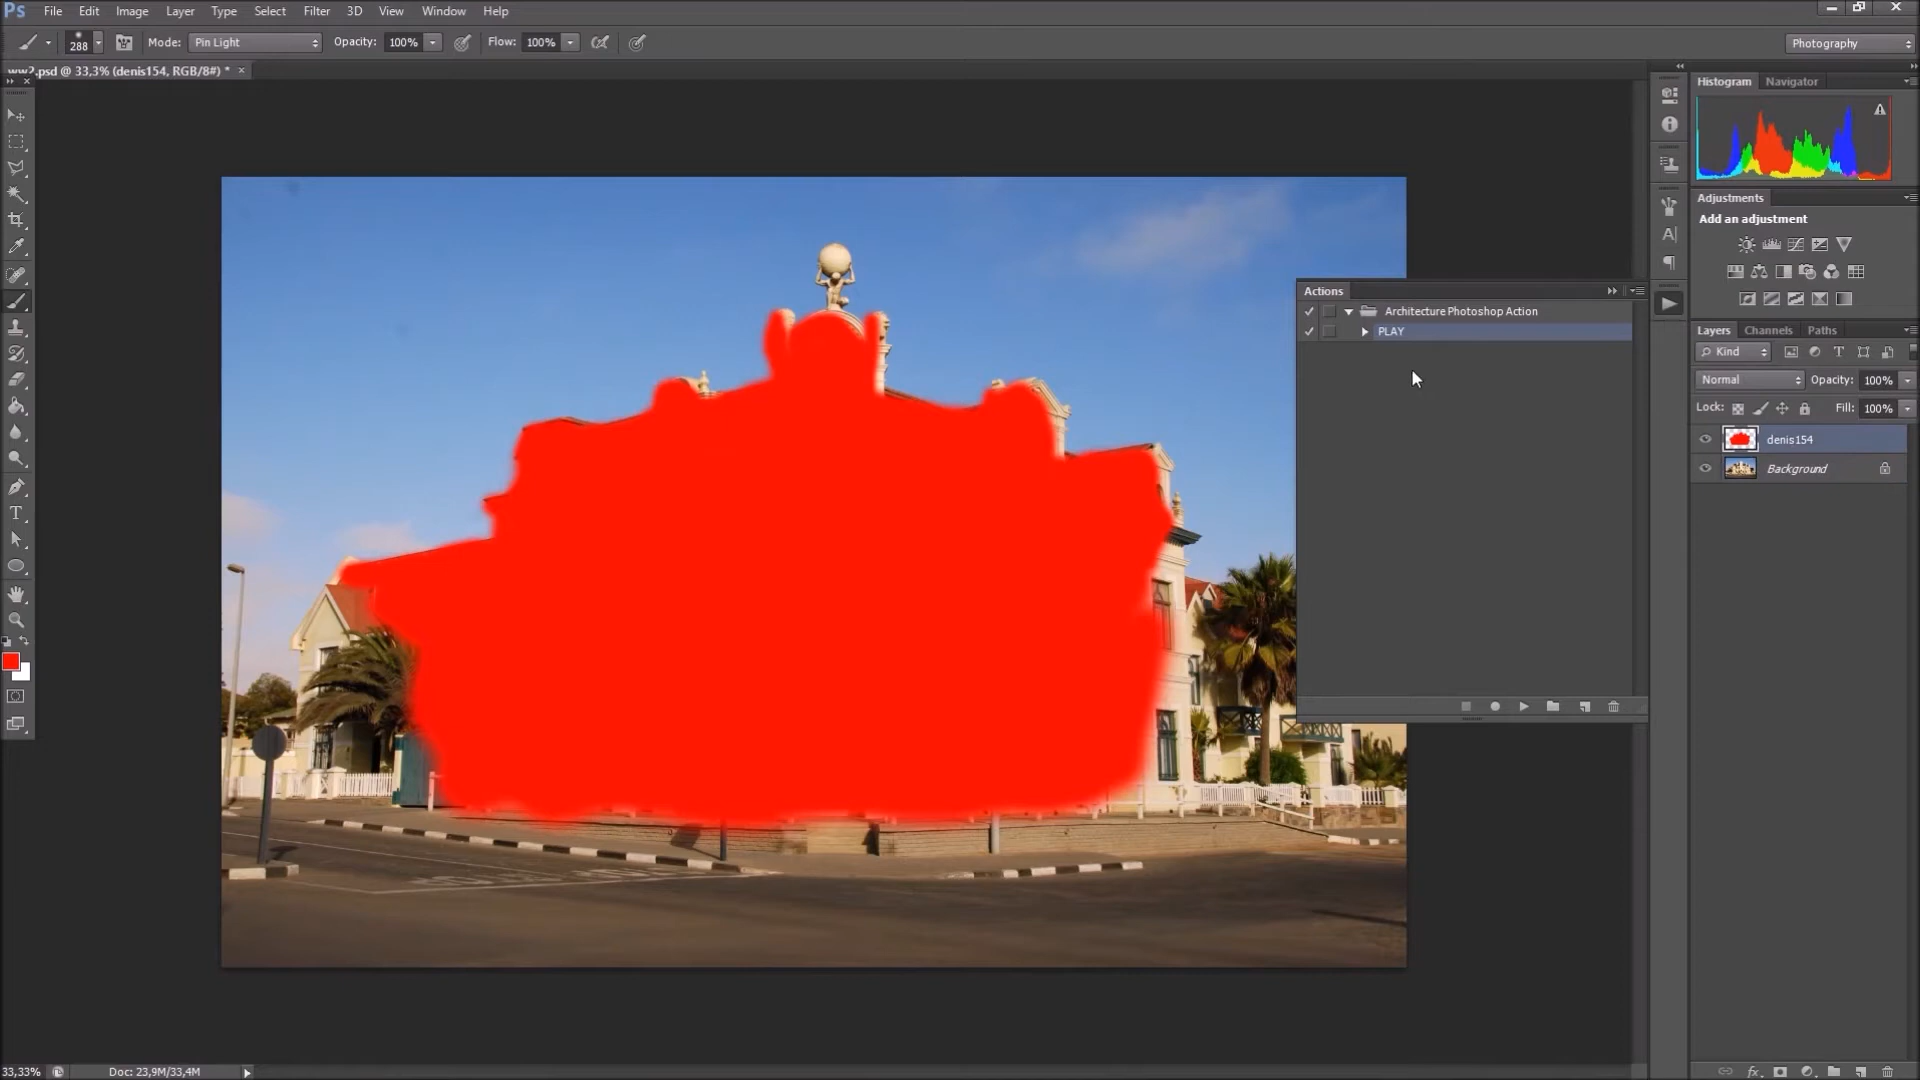 Ps File Edit Image Layer Type Select Filter 3D View Window Help
288 Mode: Pin Light Opacity: 100% Flow: 100% Photography
ww2.psd @ 33,3% (denis154, RGB/8#) * ×
Histogram Navigator
Adjustments
Add an adjustment
Actions
Architecture Photoshop Action
PLAY
Layers Channels Paths
Kind
Normal Opacity: 100%
Lock: Fill: 100%
denis154
Background
33,33% Doc: 23,9M/33,4M